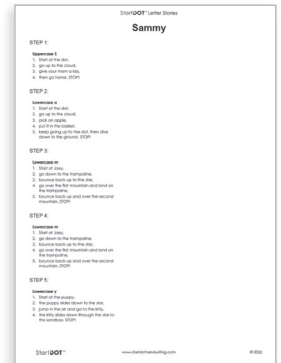 StartDOT™ Letter Stories
Sammy
STEP 1:
Uppercase S
1. Start at the dot,
2. go up to the cloud,
3. give your mom a kiss,
4. then go home. STOP!
STEP 2:
Lowercase a
1. Start at the dot,
2. go up to the cloud,
3. pick an apple,
4. put it in the basket,
5. keep going up to the dot, then dive
down to the ground. STOP!
STEP 3:
Lowercase m
1. Start at Joey,
2. go down to the trampoline,
3. bounce back up to the star,
4. go over the first mountain and land on
the trampoline,
5. bounce back up and over the second
mountain. STOP!
STEP 4:
Lowercase m
1. Start at Joey,
2. go down to the trampoline,
3. bounce back up to the star,
4. go over the first mountain and land on
the trampoline,
5. bounce back up and over the second
mountain. STOP!
STEP 5:
Lowercase y
1. Start at the puppy,
2. the puppy slides down to the star,
3. jump in the air and go to the kitty,
4. the kitty slides down through the star to
the sandbox. STOP!
StartDOT™ www.startdothandwriting.com